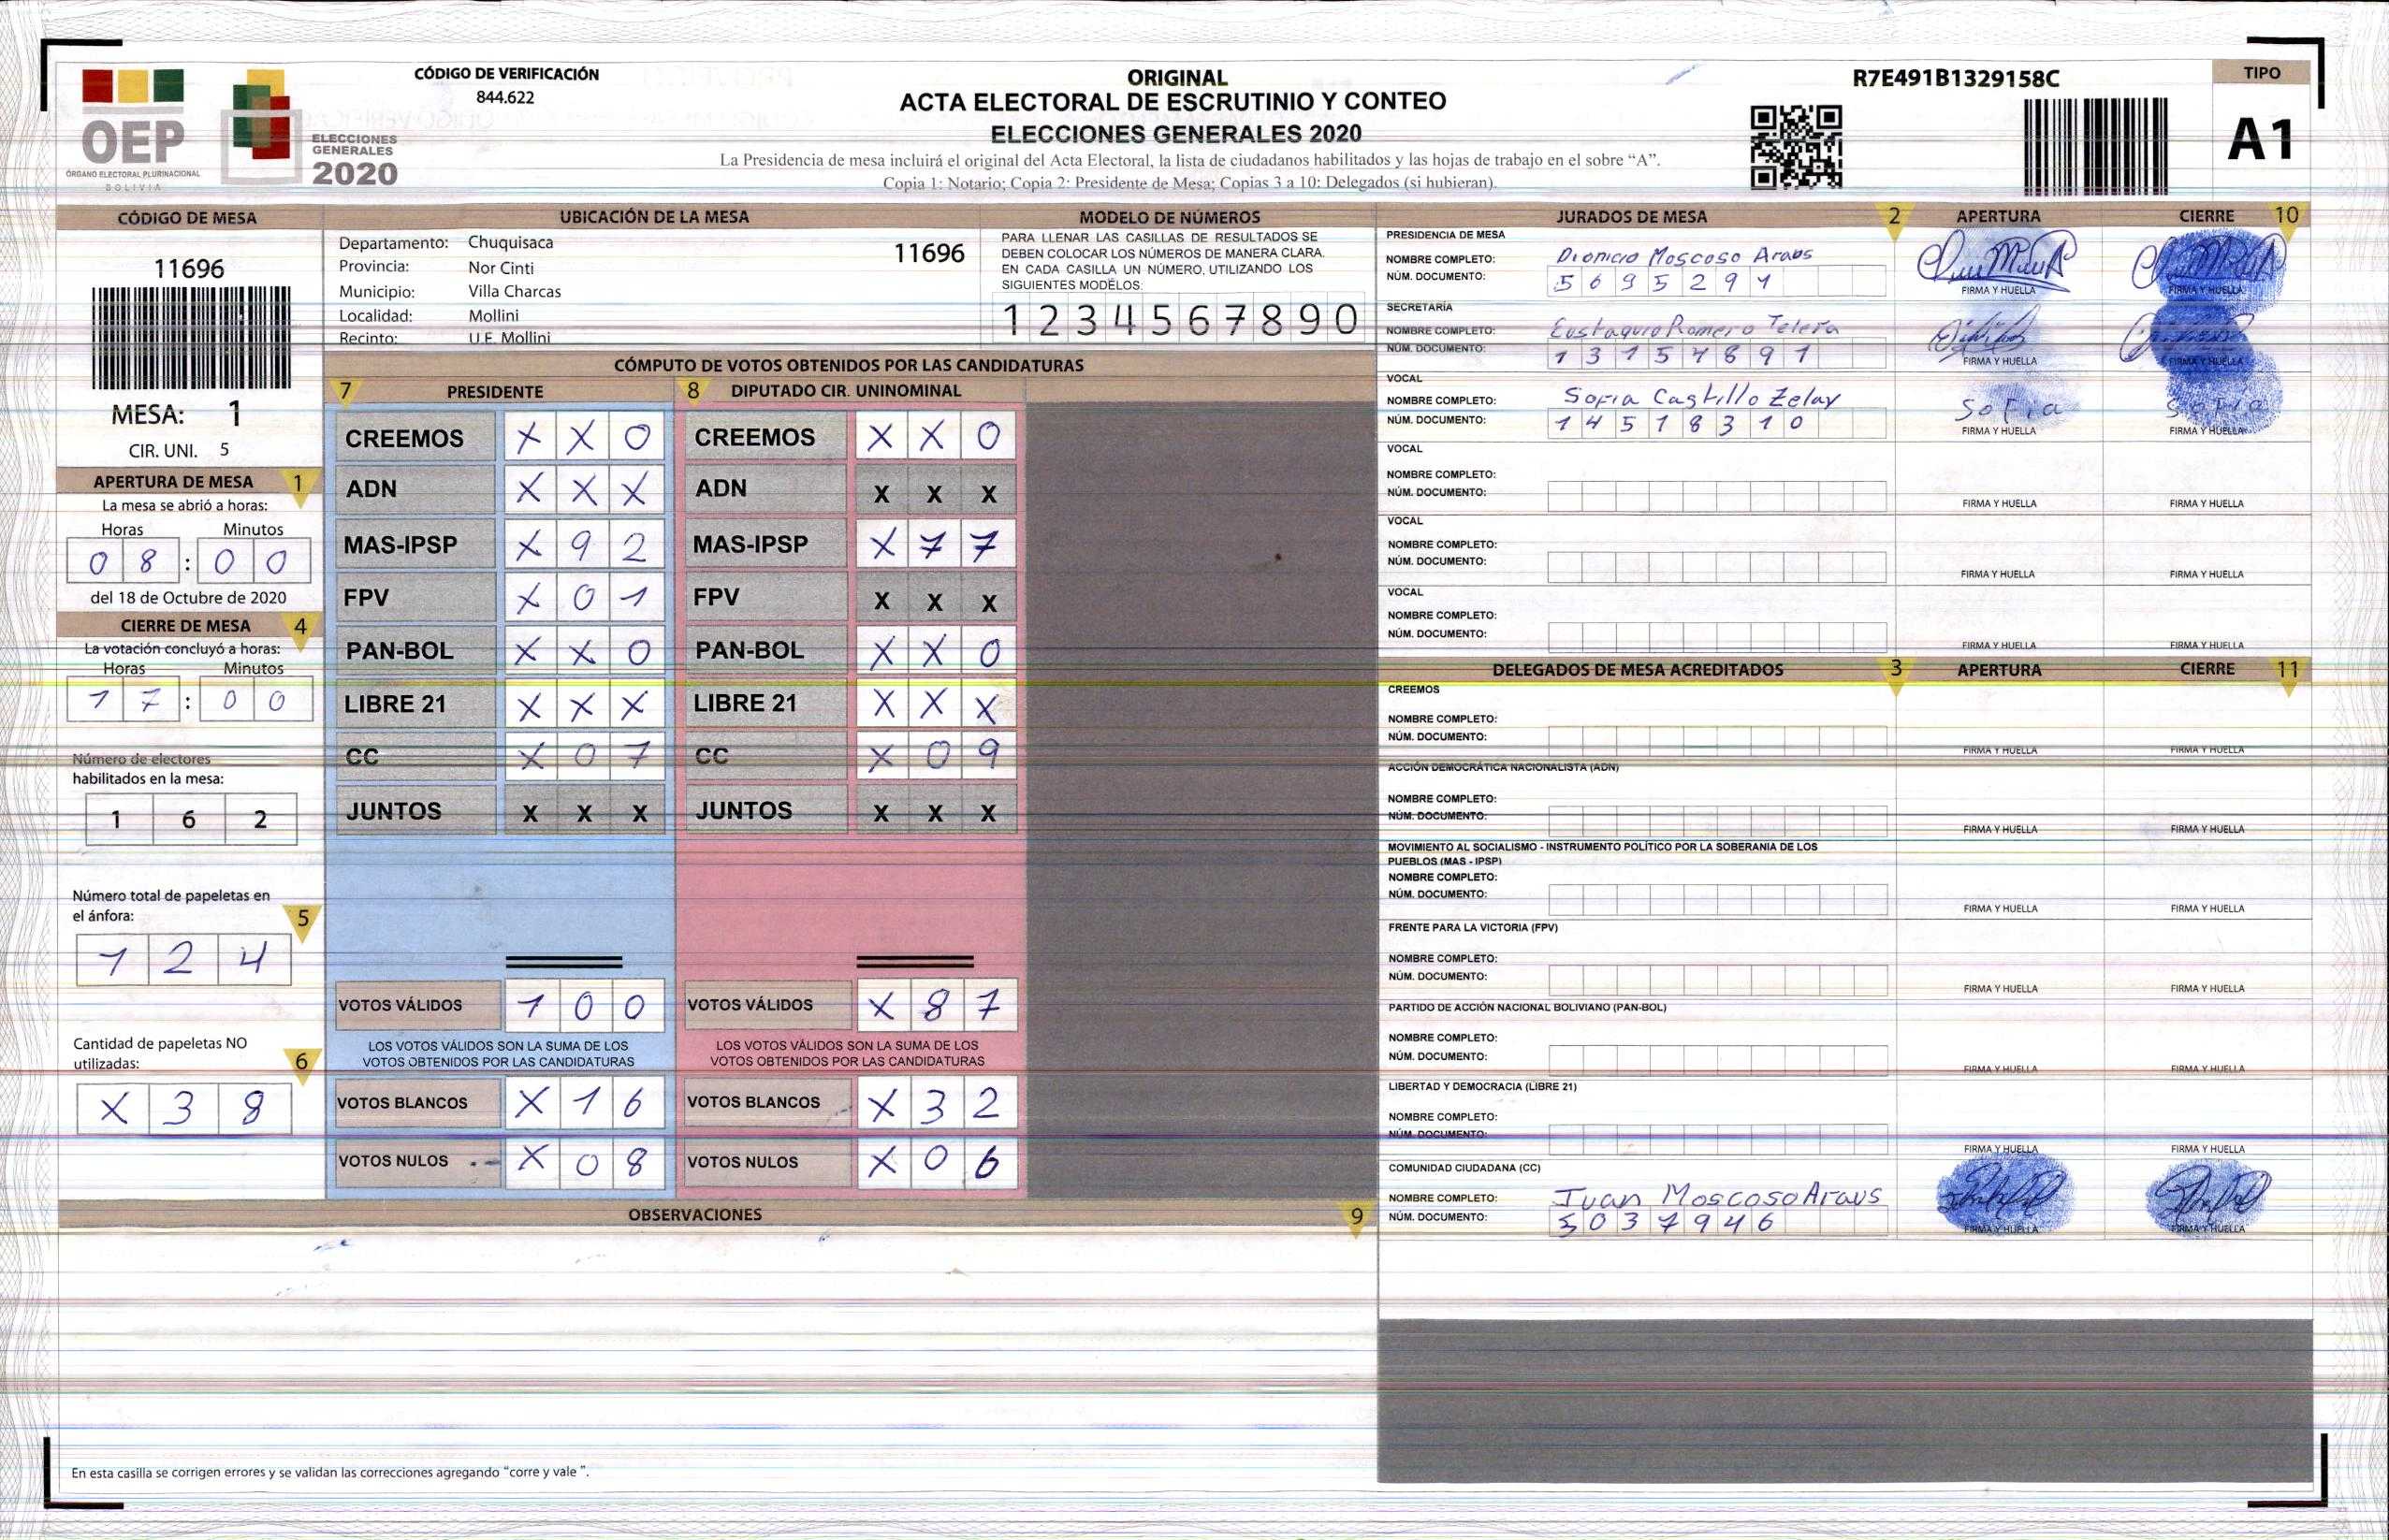 CÓDIGO DE VERIFICACIÓN
844.622
ORIGINAL
ACTA ELECTORAL DE ESCRUTINIO Y CONTEO
ELECCIONES GENERALES 2020
La Presidencia de mesa incluirá el original del Acta Electoral, la lista de ciudadanos habilitados y las hojas de trabajo en el sobre “A”.
Copia 1: Notario; Copia 2: Presidente de Mesa; Copias 3 a 10: Delegados (si hubieran).
R7E491B1329158C
TIPO
A1
OEP
ÓRGANO ELECTORAL PLURINACIONAL
BOLIVIA
ELECCIONES
GENERALES
2020
CÓDIGO DE MESA
11696
MESA: 1
CIR. UNI. 5
APERTURA DE MESA 1
La mesa se abrió a horas:
Horas Minutos
0 8 : 0 0
del 18 de Octubre de 2020
CIERRE DE MESA 4
La votación concluyó a horas:
Horas Minutos
1 7 : 0 0
Número de electores
habilitados en la mesa:
1 6 2
Número total de papeletas en
el ánfora: 5
1 2 4
Cantidad de papeletas NO
utilizadas: 6
X 3 8
UBICACIÓN DE LA MESA
Departamento: Chuquisaca 11696
Provincia: Nor Cinti
Municipio: Villa Charcas
Localidad: Mollini
Recinto: U.E. Mollini
MODELO DE NÚMEROS
PARA LLENAR LAS CASILLAS DE RESULTADOS SE
DEBEN COLOCAR LOS NÚMEROS DE MANERA CLARA.
EN CADA CASILLA UN NÚMERO, UTILIZANDO LOS
SIGUIENTES MODELOS:
1 2 3 4 5 6 7 8 9 0
CÓMPUTO DE VOTOS OBTENIDOS POR LAS CANDIDATURAS
7 PRESIDENTE 8 DIPUTADO CIR. UNINOMINAL
CREEMOS X X 0 CREEMOS X X 0
ADN X X X ADN X X X
MAS-IPSP X 9 2 MAS-IPSP X 7 7
FPV X 0 1 FPV X X X
PAN-BOL X X 0 PAN-BOL X X 0
LIBRE 21 X X X LIBRE 21 X X X
CC X 0 7 CC X 0 9
JUNTOS X X X JUNTOS X X X
VOTOS VÁLIDOS 1 0 0 VOTOS VÁLIDOS X 8 7
LOS VOTOS VÁLIDOS SON LA SUMA DE LOS LOS VOTOS VÁLIDOS SON LA SUMA DE LOS
VOTOS OBTENIDOS POR LAS CANDIDATURAS VOTOS OBTENIDOS POR LAS CANDIDATURAS
VOTOS BLANCOS X 1 6 VOTOS BLANCOS X 3 2
VOTOS NULOS X 0 8 VOTOS NULOS X 0 6
OBSERVACIONES 9
En esta casilla se corrigen errores y se validan las correcciones agregando “corre y vale ”.
JURADOS DE MESA 2 APERTURA CIERRE 10
PRESIDENCIA DE MESA
NOMBRE COMPLETO: Dionicio Moscoso Araus
NÚM. DOCUMENTO: 5 6 9 5 2 9 1
FIRMA Y HUELLA FIRMA Y HUELLA
SECRETARÍA
NOMBRE COMPLETO: Eustaquio Romero Telera
NÚM. DOCUMENTO: 1 3 1 5 4 8 9 1
FIRMA Y HUELLA FIRMA Y HUELLA
VOCAL
NOMBRE COMPLETO: Sofia Castillo Zelay
NÚM. DOCUMENTO: 1 4 5 1 8 3 1 0
Sofia Sofia
FIRMA Y HUELLA FIRMA Y HUELLA
VOCAL
NOMBRE COMPLETO:
NÚM. DOCUMENTO:
FIRMA Y HUELLA FIRMA Y HUELLA
VOCAL
NOMBRE COMPLETO:
NÚM. DOCUMENTO:
FIRMA Y HUELLA FIRMA Y HUELLA
VOCAL
NOMBRE COMPLETO:
NÚM. DOCUMENTO:
FIRMA Y HUELLA FIRMA Y HUELLA
DELEGADOS DE MESA ACREDITADOS 3 APERTURA CIERRE 11
CREEMOS
NOMBRE COMPLETO:
NÚM. DOCUMENTO:
FIRMA Y HUELLA FIRMA Y HUELLA
ACCIÓN DEMOCRÁTICA NACIONALISTA (ADN)
NOMBRE COMPLETO:
NÚM. DOCUMENTO:
FIRMA Y HUELLA FIRMA Y HUELLA
MOVIMIENTO AL SOCIALISMO - INSTRUMENTO POLÍTICO POR LA SOBERANIA DE LOS
PUEBLOS (MAS - IPSP)
NOMBRE COMPLETO:
NÚM. DOCUMENTO:
FIRMA Y HUELLA FIRMA Y HUELLA
FRENTE PARA LA VICTORIA (FPV)
NOMBRE COMPLETO:
NÚM. DOCUMENTO:
FIRMA Y HUELLA FIRMA Y HUELLA
PARTIDO DE ACCIÓN NACIONAL BOLIVIANO (PAN-BOL)
NOMBRE COMPLETO:
NÚM. DOCUMENTO:
FIRMA Y HUELLA FIRMA Y HUELLA
LIBERTAD Y DEMOCRACIA (LIBRE 21)
NOMBRE COMPLETO:
NÚM. DOCUMENTO:
FIRMA Y HUELLA FIRMA Y HUELLA
COMUNIDAD CIUDADANA (CC)
NOMBRE COMPLETO: Juan Moscoso Araus
NÚM. DOCUMENTO: 5 0 3 7 9 4 6
FIRMA Y HUELLA FIRMA Y HUELLA